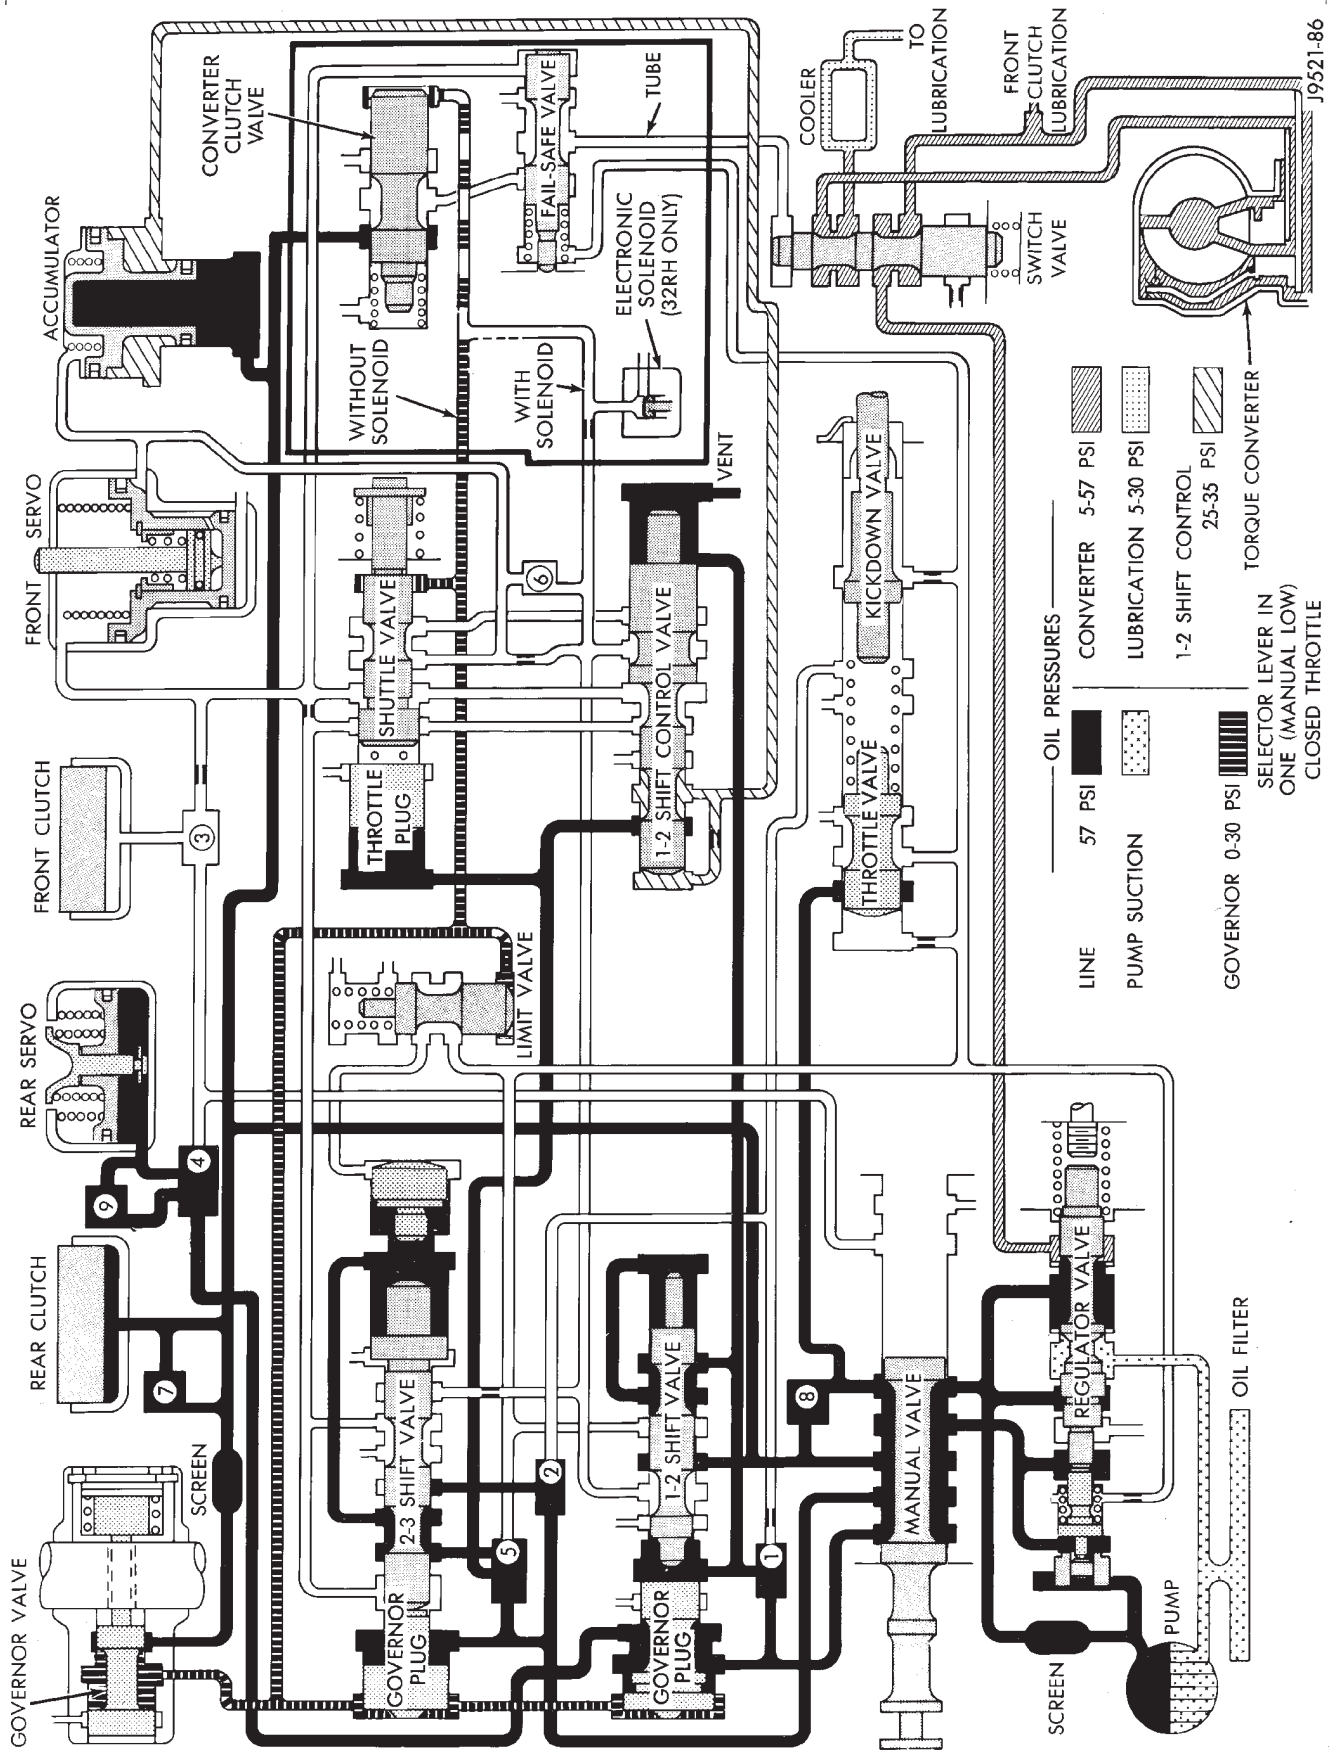 GOVERNOR VALVE
SCREEN
REAR CLUTCH
7
9
4
REAR SERVO
FRONT CLUTCH
3
FRONT SERVO
ACCUMULATOR
CONVERTER
CLUTCH
VALVE
GOVERNOR
PLUG
2-3 SHIFT VALVE
5
2
LIMIT VALVE
THROTTLE
PLUG
SHUTTLE VALVE
6
WITHOUT
SOLENOID
WITH
SOLENOID
FAIL-SAFE VALVE
TUBE
ELECTRONIC
SOLENOID
(32RH ONLY)
GOVERNOR
PLUG
1-2 SHIFT VALVE
1
8
1-2 SHIFT CONTROL VALVE
VENT
MANUAL VALVE
THROTTLE VALVE
KICKDOWN VALVE
SWITCH
VALVE
COOLER
TO
LUBRICATION
FRONT
CLUTCH
LUBRICATION
SCREEN
PUMP
REGULATOR VALVE
OIL FILTER
OIL PRESSURES
LINE 57 PSI
CONVERTER 5-57 PSI
PUMP SUCTION
LUBRICATION 5-30 PSI
1-2 SHIFT CONTROL
25-35 PSI
GOVERNOR 0-30 PSI
TORQUE CONVERTER
SELECTOR LEVER IN
ONE (MANUAL LOW)
CLOSED THROTTLE
J9521-86